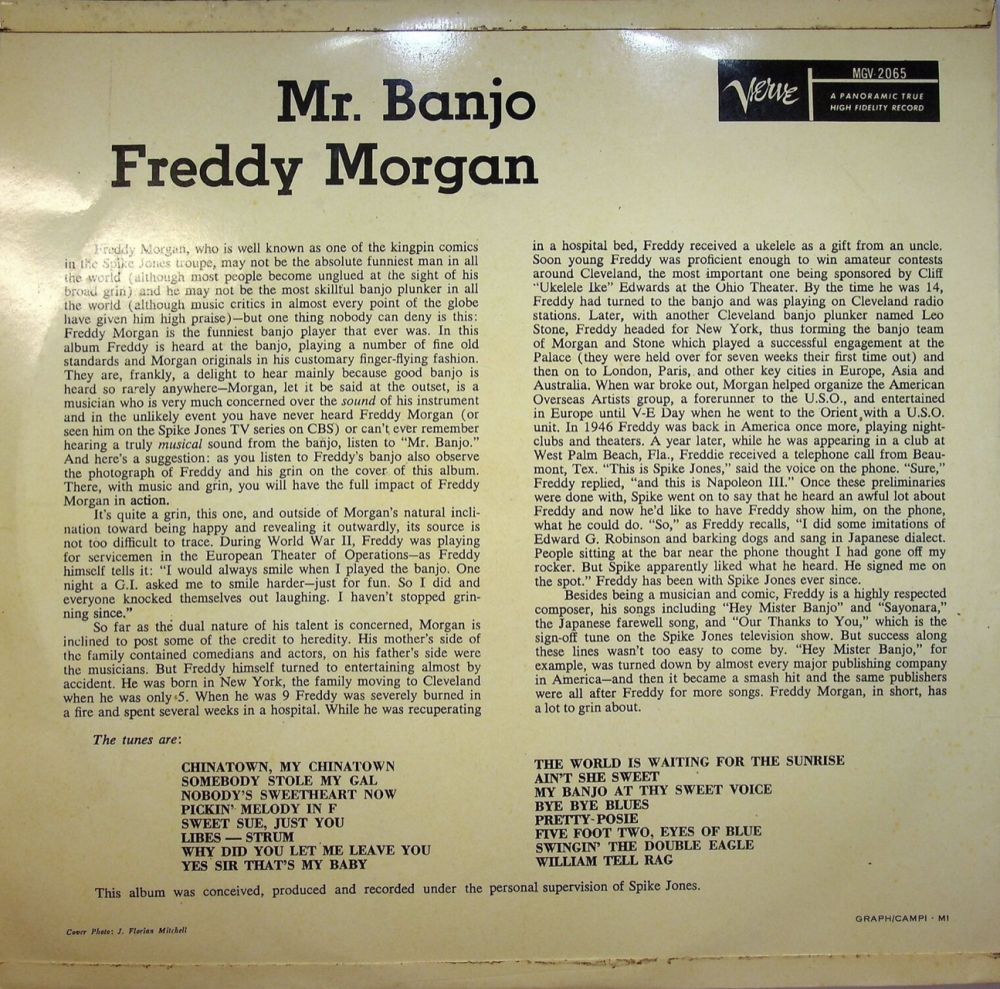 Mr. Banjo
Freddy Morgan
Verve
MGV-2065
A PANORAMIC TRUE
HIGH FIDELITY RECORD
Freddy Morgan, who is well known as one of the kingpin comics
in the Spike Jones troupe, may not be the absolute funniest man in all
the world (although most people become unglued at the sight of his
broad grin) and he may not be the most skillful banjo plunker in all
the world (although music critics in almost every point of the globe
have given him high praise)—but one thing nobody can deny is this:
Freddy Morgan is the funniest banjo player that ever was. In this
album Freddy is heard at the banjo, playing a number of fine old
standards and Morgan originals in his customary finger-flying fashion.
They are, frankly, a delight to hear mainly because good banjo is
heard so rarely anywhere—Morgan, let it be said at the outset, is a
musician who is very much concerned over the sound of his instrument
and in the unlikely event you have never heard Freddy Morgan (or
seen him on the Spike Jones TV series on CBS) or can't ever remember
hearing a truly musical sound from the banjo, listen to "Mr. Banjo."
And here's a suggestion: as you listen to Freddy's banjo also observe
the photograph of Freddy and his grin on the cover of this album.
There, with music and grin, you will have the full impact of Freddy
Morgan in action.
It's quite a grin, this one, and outside of Morgan's natural incli-
nation toward being happy and revealing it outwardly, its source is
not too difficult to trace. During World War II, Freddy was playing
for servicemen in the European Theater of Operations—as Freddy
himself tells it: "I would always smile when I played the banjo. One
night a G.I. asked me to smile harder—just for fun. So I did and
everyone knocked themselves out laughing. I haven't stopped grin-
ning since."
So far as the dual nature of his talent is concerned, Morgan is
inclined to post some of the credit to heredity. His mother's side of
the family contained comedians and actors, on his father's side were
the musicians. But Freddy himself turned to entertaining almost by
accident. He was born in New York, the family moving to Cleveland
when he was only 5. When he was 9 Freddy was severely burned in
a fire and spent several weeks in a hospital. While he was recuperating
in a hospital bed, Freddy received a ukelele as a gift from an uncle.
Soon young Freddy was proficient enough to win amateur contests
around Cleveland, the most important one being sponsored by Cliff
"Ukelele Ike" Edwards at the Ohio Theater. By the time he was 14,
Freddy had turned to the banjo and was playing on Cleveland radio
stations. Later, with another Cleveland banjo plunker named Leo
Stone, Freddy headed for New York, thus forming the banjo team
of Morgan and Stone which played a successful engagement at the
Palace (they were held over for seven weeks their first time out) and
then on to London, Paris, and other key cities in Europe, Asia and
Australia. When war broke out, Morgan helped organize the American
Overseas Artists group, a forerunner to the U.S.O., and entertained
in Europe until V-E Day when he went to the Orient with a U.S.O.
unit. In 1946 Freddy was back in America once more, playing night-
clubs and theaters. A year later, while he was appearing in a club at
West Palm Beach, Fla., Freddie received a telephone call from Beau-
mont, Tex. "This is Spike Jones," said the voice on the phone. "Sure,"
Freddy replied, "and this is Napoleon III." Once these preliminaries
were done with, Spike went on to say that he heard an awful lot about
Freddy and now he'd like to have Freddy show him, on the phone,
what he could do. "So," as Freddy recalls, "I did some imitations of
Edward G. Robinson and barking dogs and sang in Japanese dialect.
People sitting at the bar near the phone thought I had gone off my
rocker. But Spike apparently liked what he heard. He signed me on
the spot." Freddy has been with Spike Jones ever since.
Besides being a musician and comic, Freddy is a highly respected
composer, his songs including "Hey Mister Banjo" and "Sayonara,"
the Japanese farewell song, and "Our Thanks to You," which is the
sign-off tune on the Spike Jones television show. But success along
these lines wasn't too easy to come by. "Hey Mister Banjo," for
example, was turned down by almost every major publishing company
in America—and then it became a smash hit and the same publishers
were all after Freddy for more songs. Freddy Morgan, in short, has
a lot to grin about.
The tunes are:
CHINATOWN, MY CHINATOWN
SOMEBODY STOLE MY GAL
NOBODY'S SWEETHEART NOW
PICKIN' MELODY IN F
SWEET SUE, JUST YOU
LIBES — STRUM
WHY DID YOU LET ME LEAVE YOU
YES SIR THAT'S MY BABY
THE WORLD IS WAITING FOR THE SUNRISE
AIN'T SHE SWEET
MY BANJO AT THY SWEET VOICE
BYE BYE BLUES
PRETTY-POSIE
FIVE FOOT TWO, EYES OF BLUE
SWINGIN' THE DOUBLE EAGLE
WILLIAM TELL RAG
This album was conceived, produced and recorded under the personal supervision of Spike Jones.
Cover Photo: J. Florian Mitchell
GRAPH/CAMPI - MI